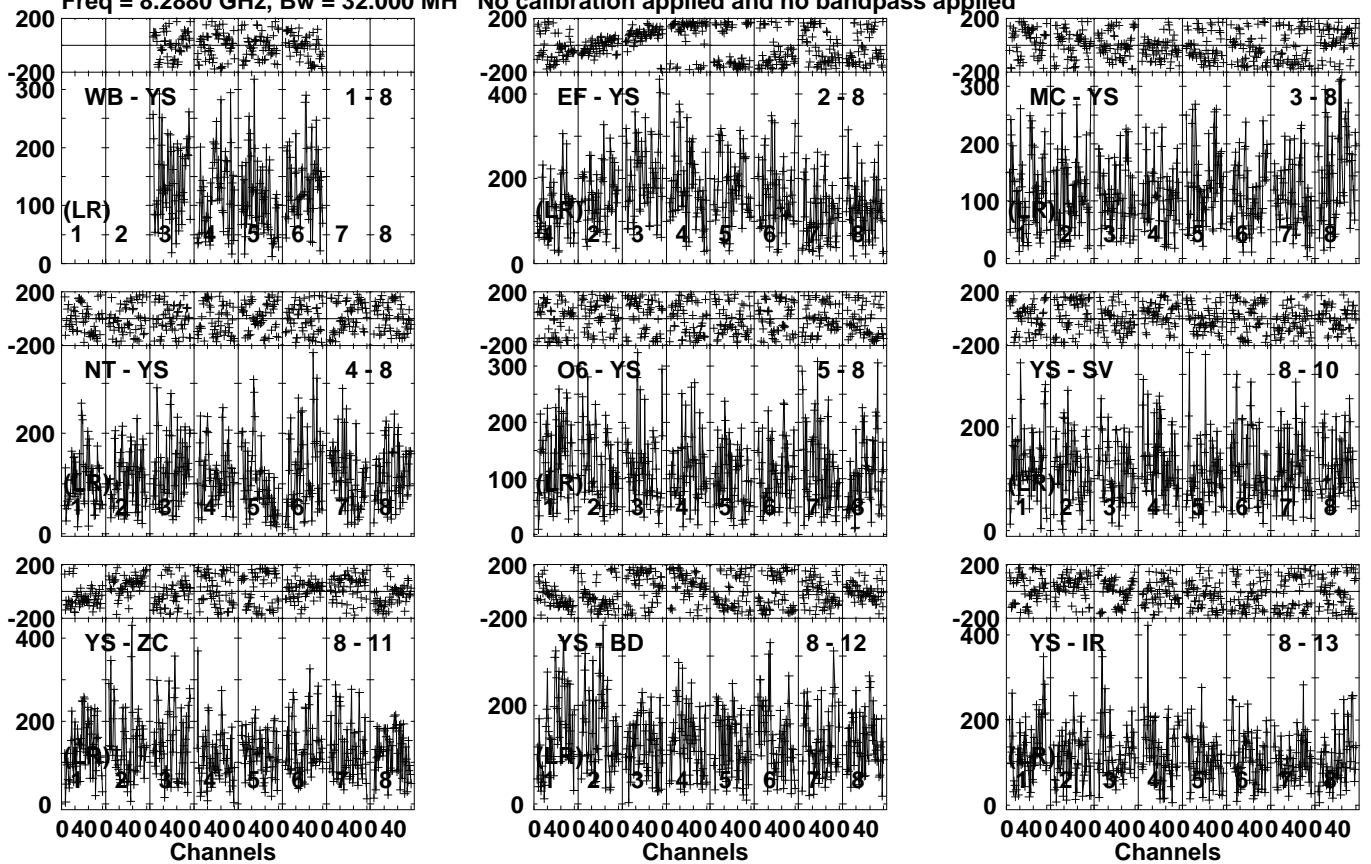 Freq = 8.2880 GHz, Bw = 32.000 MH No calibration applied and no bandpass applied
200
-200
300
200
100
0
WB - YS 1 - 8
(LR)
1 2 3 4 5 6 7 8
200
-200
400
200
0
EF - YS 2 - 8
(LR)
1 2 3 4 5 6 7 8
200
-200
300
200
100
0
MC - YS 3 - 8
(LR)
1 2 3 4 5 6 7 8
200
-200
200
0
NT - YS 4 - 8
(LR)
1 2 3 4 5 6 7 8
200
-200
300
200
100
0
O6 - YS 5 - 8
(LR)
1 2 3 4 5 6 7 8
200
-200
200
0
YS - SV 8 - 10
(LR)
1 2 3 4 5 6 7 8
200
-200
400
200
0
YS - ZC 8 - 11
(LR)
1 2 3 4 5 6 7 8
0 40 0 40 0 40 0 40 0 40 0 40 0 40 0 40
Channels
200
-200
200
0
YS - BD 8 - 12
(LR)
1 2 3 4 5 6 7 8
0 40 0 40 0 40 0 40 0 40 0 40 0 40 0 40
Channels
200
-200
400
200
0
YS - IR 8 - 13
(LR)
1 2 3 4 5 6 7 8
0 40 0 40 0 40 0 40 0 40 0 40 0 40 0 40
Channels